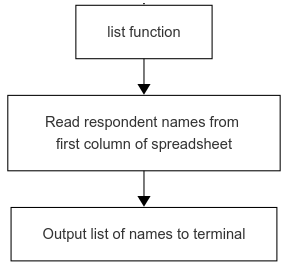 list function
Read respondent names from
first column of spreadsheet
Output list of names to terminal